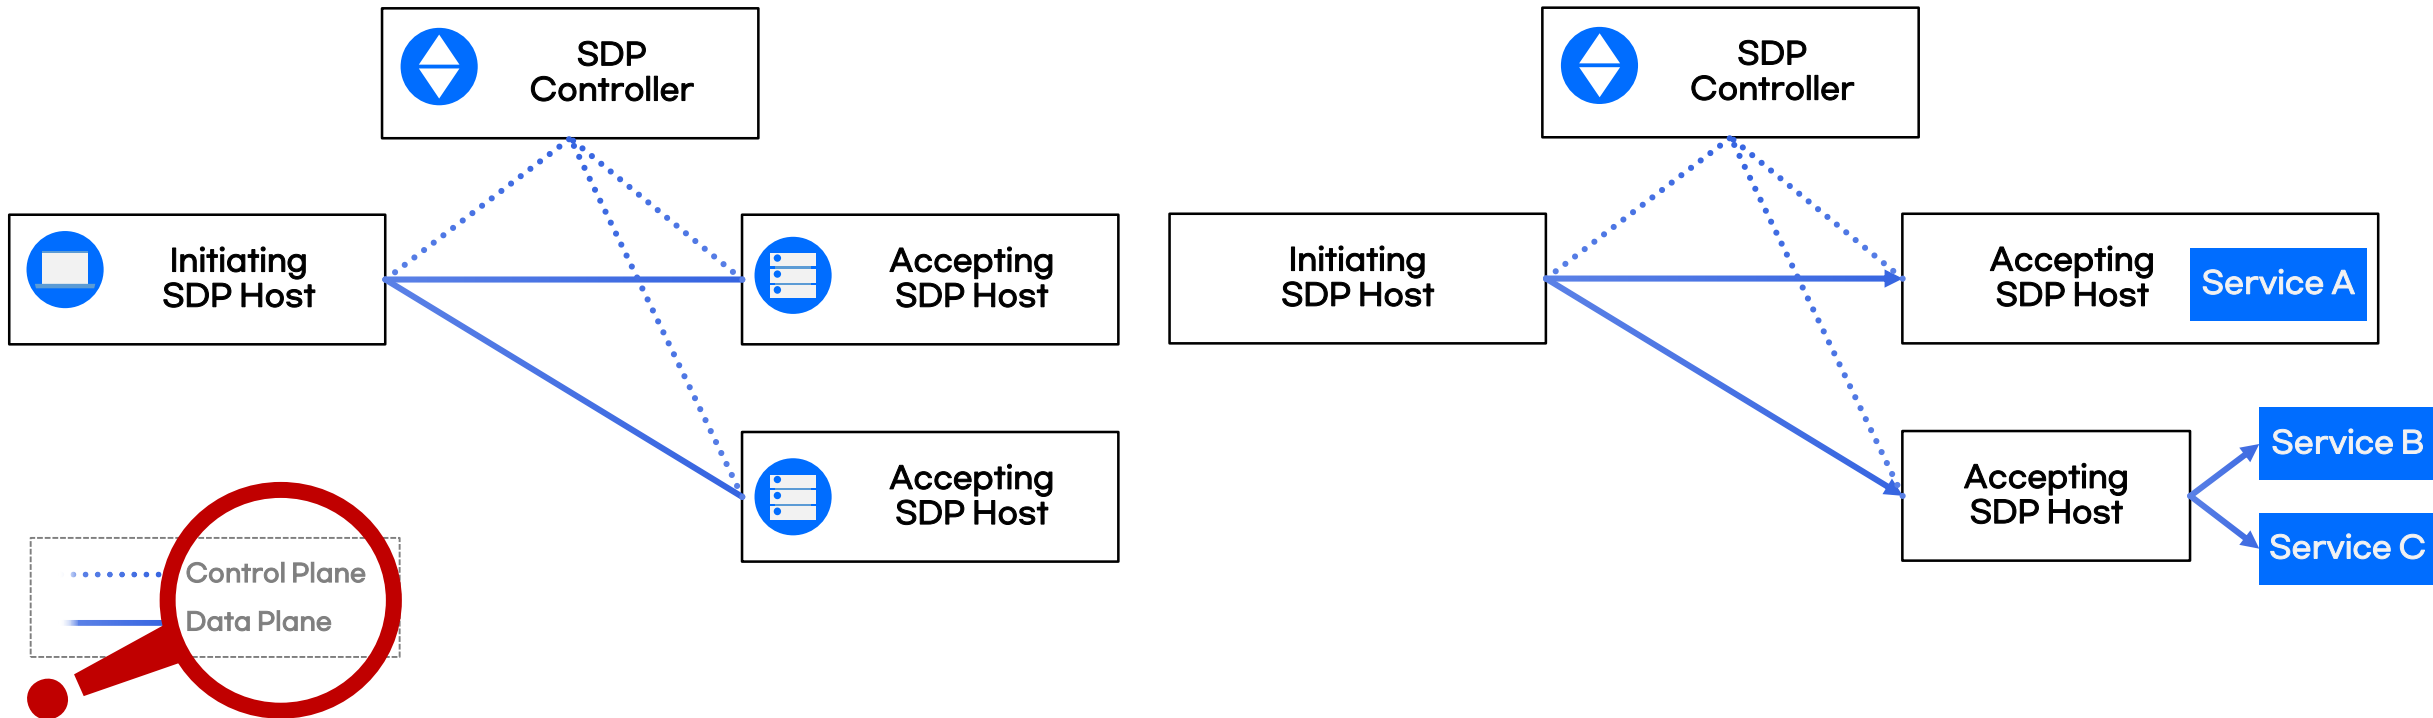 SDP
Controller
Initiating
SDP Host
Accepting
SDP Host
Accepting
SDP Host
Control Plane
Data Plane
SDP
Controller
Initiating
SDP Host
Accepting
SDP Host
Service A
Accepting
SDP Host
Service B
Service C